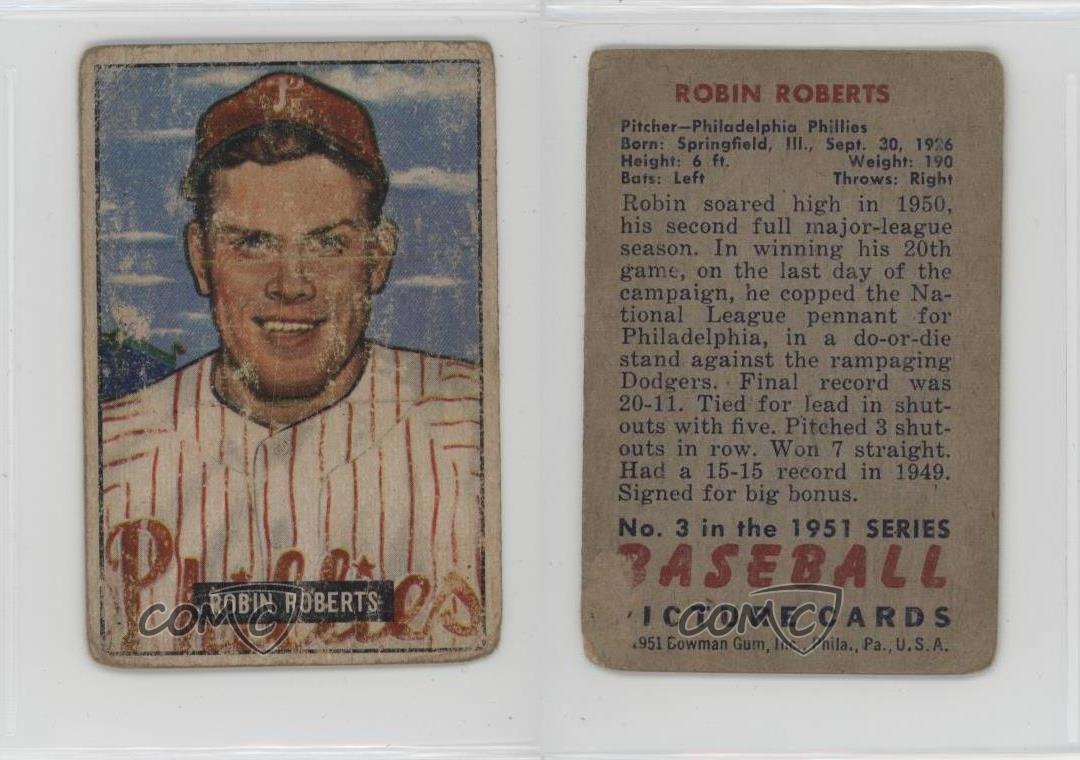 P
Phillies
ROBIN ROBERTS
COMC
ROBIN ROBERTS
Pitcher—Philadelphia Phillies
Born: Springfield, Ill., Sept. 30, 1926
Height: 6 ft. Weight: 190
Bats: Left Throws: Right
Robin soared high in 1950,
his second full major-league
season. In winning his 20th
game, on the last day of the
campaign, he copped the Na-
tional League pennant for
Philadelphia, in a do-or-die
stand against the rampaging
Dodgers. Final record was
20-11. Tied for lead in shut-
outs with five. Pitched 3 shut-
outs in row. Won 7 straight.
Had a 15-15 record in 1949.
Signed for big bonus.
No. 3 in the 1951 SERIES
BASEBALL
PICTURE CARDS
1951 Bowman Gum, Inc., Phila., Pa., U.S.A.
COMC